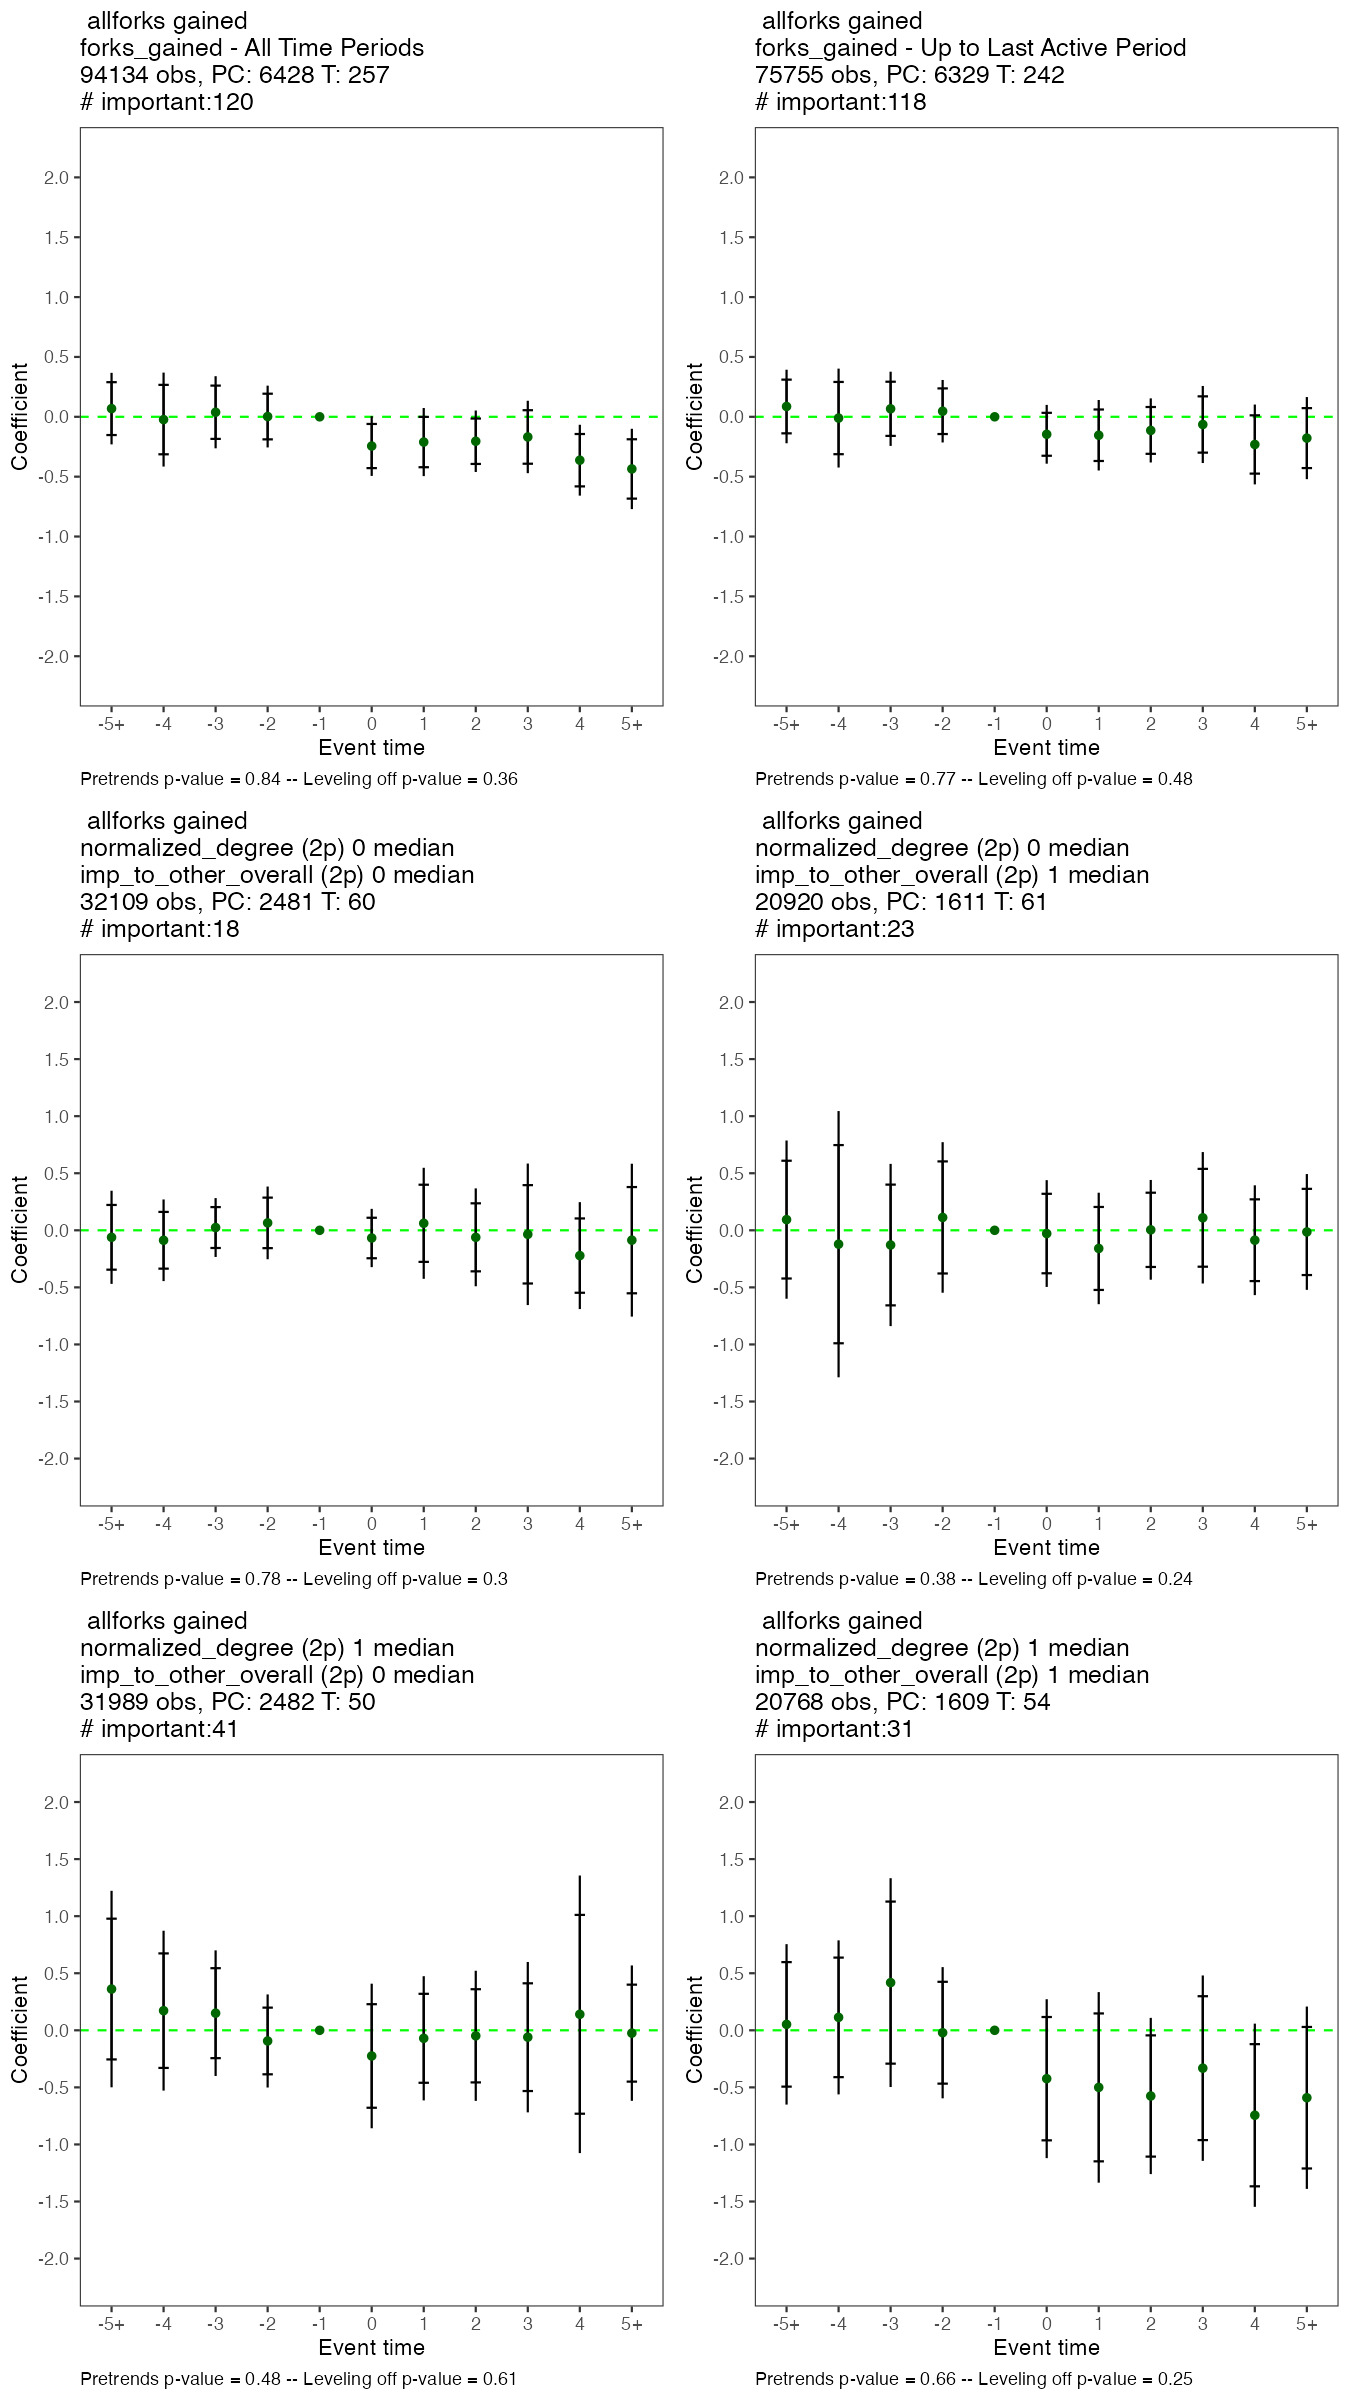 allforks gained
forks_gained - All Time Periods
94134 obs, PC: 6428 T: 257
# important:120
Coefficient
2.0
1.5
1.0
0.5
0.0
-0.5
-1.0
-1.5
-2.0
-5+ -4 -3 -2 -1 0 1 2 3 4 5+
Event time
Pretrends p-value = 0.84 -- Leveling off p-value = 0.36
allforks gained
forks_gained - Up to Last Active Period
75755 obs, PC: 6329 T: 242
# important:118
Coefficient
2.0
1.5
1.0
0.5
0.0
-0.5
-1.0
-1.5
-2.0
-5+ -4 -3 -2 -1 0 1 2 3 4 5+
Event time
Pretrends p-value = 0.77 -- Leveling off p-value = 0.48
allforks gained
normalized_degree (2p) 0 median
imp_to_other_overall (2p) 0 median
32109 obs, PC: 2481 T: 60
# important:18
Coefficient
2.0
1.5
1.0
0.5
0.0
-0.5
-1.0
-1.5
-2.0
-5+ -4 -3 -2 -1 0 1 2 3 4 5+
Event time
Pretrends p-value = 0.78 -- Leveling off p-value = 0.3
allforks gained
normalized_degree (2p) 0 median
imp_to_other_overall (2p) 1 median
20920 obs, PC: 1611 T: 61
# important:23
Coefficient
2.0
1.5
1.0
0.5
0.0
-0.5
-1.0
-1.5
-2.0
-5+ -4 -3 -2 -1 0 1 2 3 4 5+
Event time
Pretrends p-value = 0.38 -- Leveling off p-value = 0.24
allforks gained
normalized_degree (2p) 1 median
imp_to_other_overall (2p) 0 median
31989 obs, PC: 2482 T: 50
# important:41
Coefficient
2.0
1.5
1.0
0.5
0.0
-0.5
-1.0
-1.5
-2.0
-5+ -4 -3 -2 -1 0 1 2 3 4 5+
Event time
Pretrends p-value = 0.48 -- Leveling off p-value = 0.61
allforks gained
normalized_degree (2p) 1 median
imp_to_other_overall (2p) 1 median
20768 obs, PC: 1609 T: 54
# important:31
Coefficient
2.0
1.5
1.0
0.5
0.0
-0.5
-1.0
-1.5
-2.0
-5+ -4 -3 -2 -1 0 1 2 3 4 5+
Event time
Pretrends p-value = 0.66 -- Leveling off p-value = 0.25